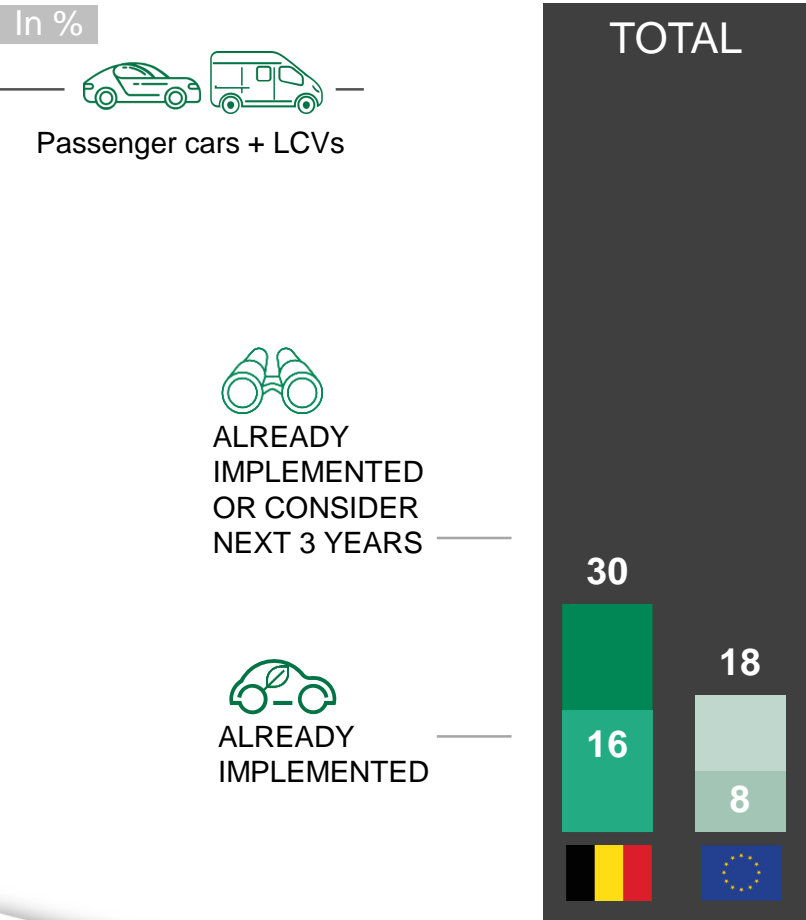 In %
TOTAL
Passenger cars + LCVs
ALREADY
IMPLEMENTED
OR CONSIDER
NEXT 3 YEARS
30
18
ALREADY
IMPLEMENTED
16
8